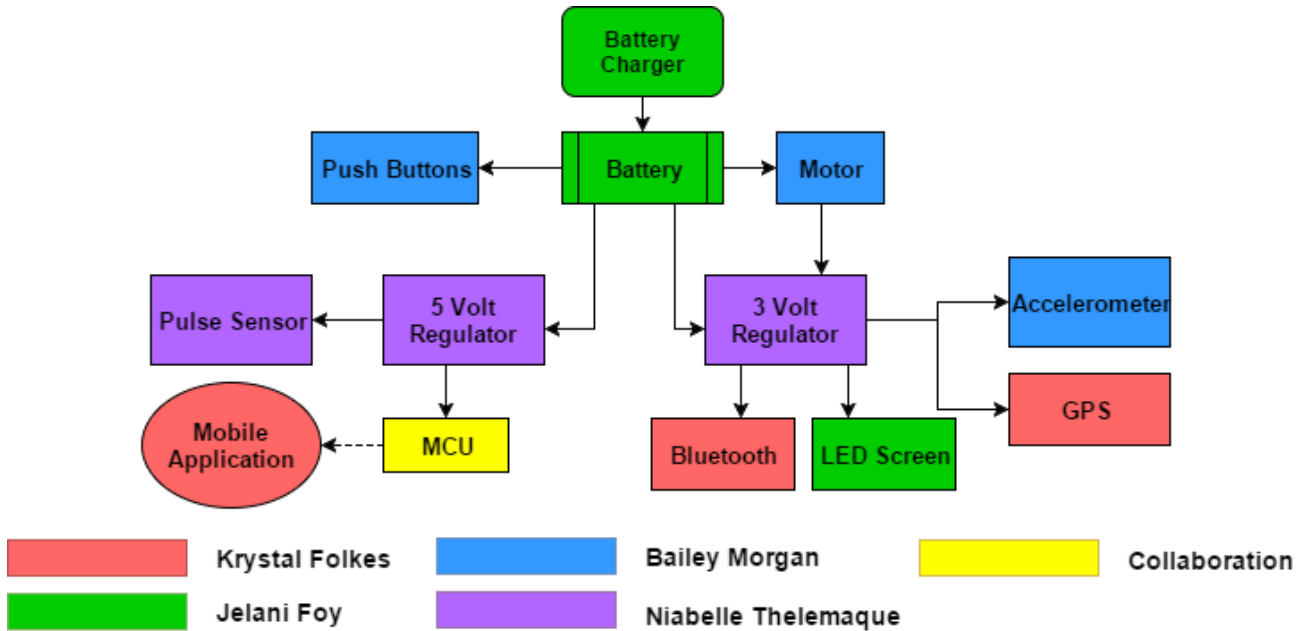 Battery
Charger
Push Buttons
Battery
Motor
Pulse Sensor
5 Volt
Regulator
3 Volt
Regulator
Accelerometer
GPS
Mobile
Application
MCU
Bluetooth
LED Screen
Krystal Folkes
Bailey Morgan
Collaboration
Jelani Foy
Niabelle Thelemaque